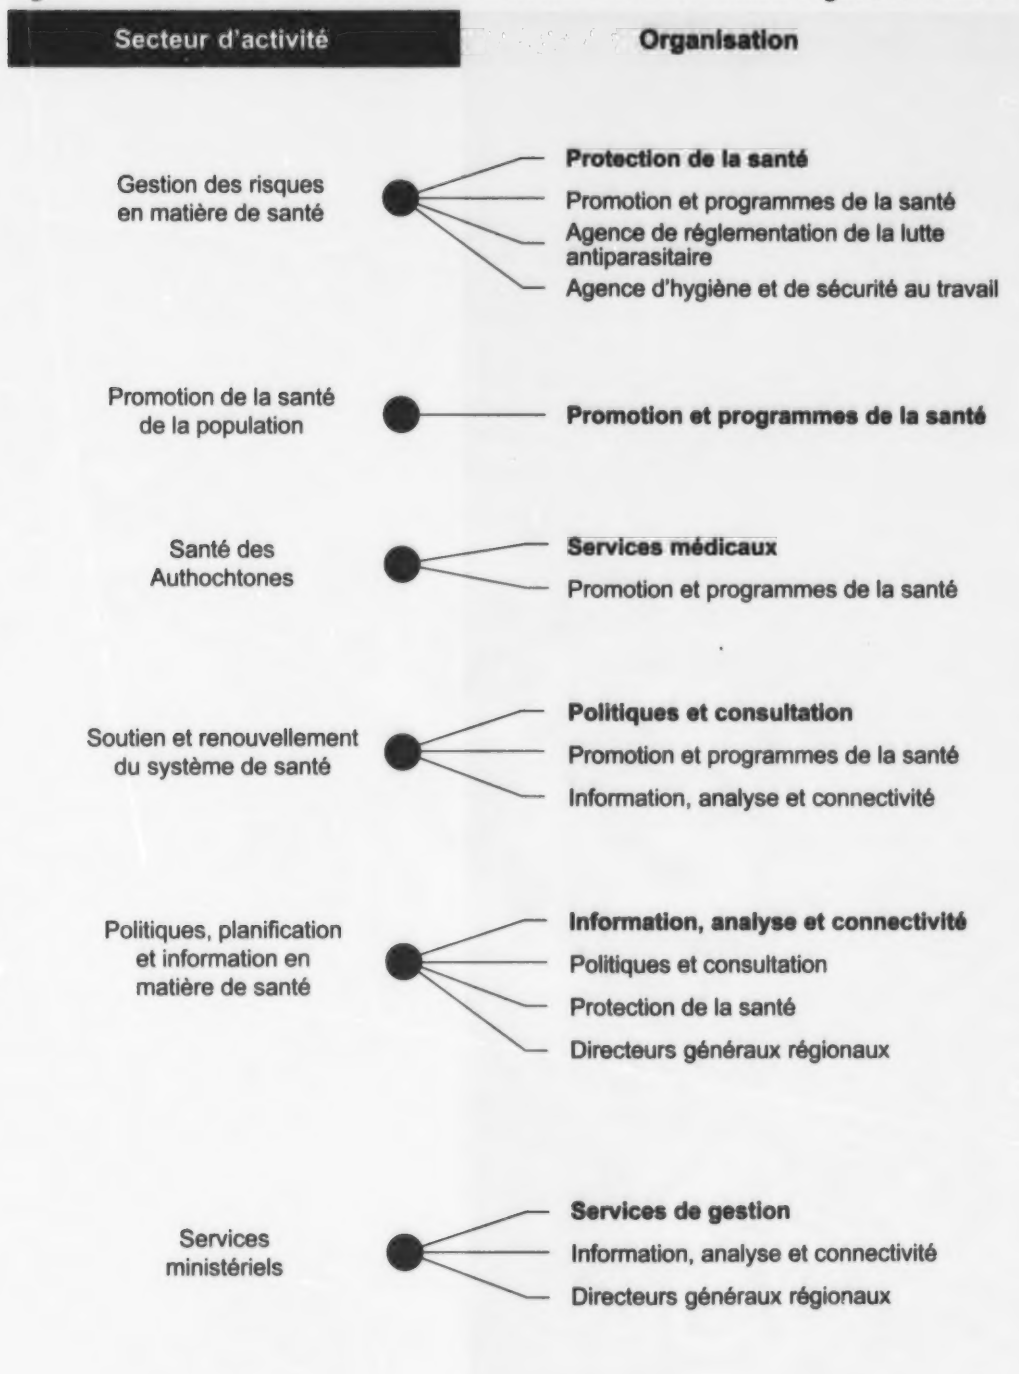 Secteur d'activité
Organisation
Gestion des risques
en matière de santé
Protection de la santé
Promotion et programmes de la santé
Agence de réglementation de la lutte
antiparasitaire
Agence d'hygiène et de sécurité au travail
Promotion de la santé
de la population
Promotion et programmes de la santé
Santé des
Authochtones
Services médicaux
Promotion et programmes de la santé
Soutien et renouvellement
du système de santé
Politiques et consultation
Promotion et programmes de la santé
Information, analyse et connectivité
Politiques, planification
et information en
matière de santé
Information, analyse et connectivité
Politiques et consultation
Protection de la santé
Directeurs généraux régionaux
Services
ministériels
Services de gestion
Information, analyse et connectivité
Directeurs généraux régionaux